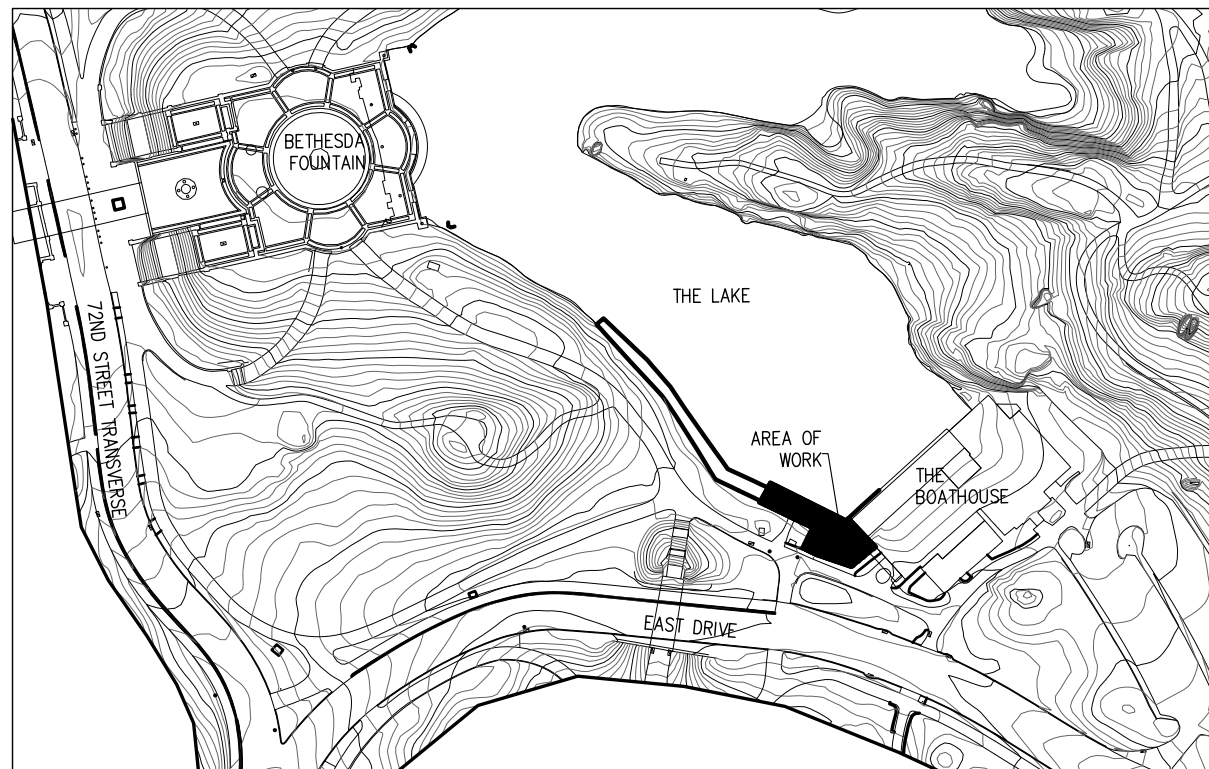 BETHESDA
FOUNTAIN
THE LAKE
72ND STREET TRANSVERSE
AREA OF
WORK
THE
BOATHOUSE
EAST DRIVE